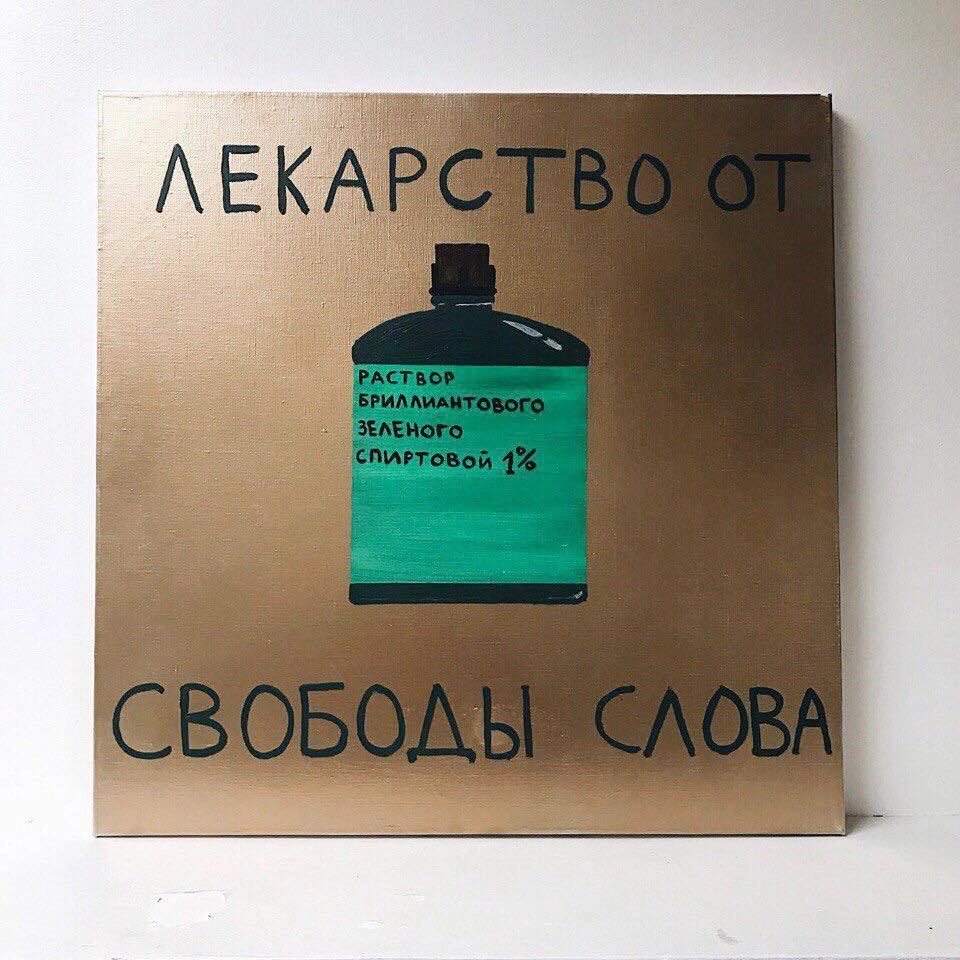 ЛЕКАРСТВО ОТ
РАСТВОР
БРИЛЛИАНТОВОГО
ЗЕЛЕНОГО
СПИРТОВОЙ 1%
СВОБОДЫ СЛОВА